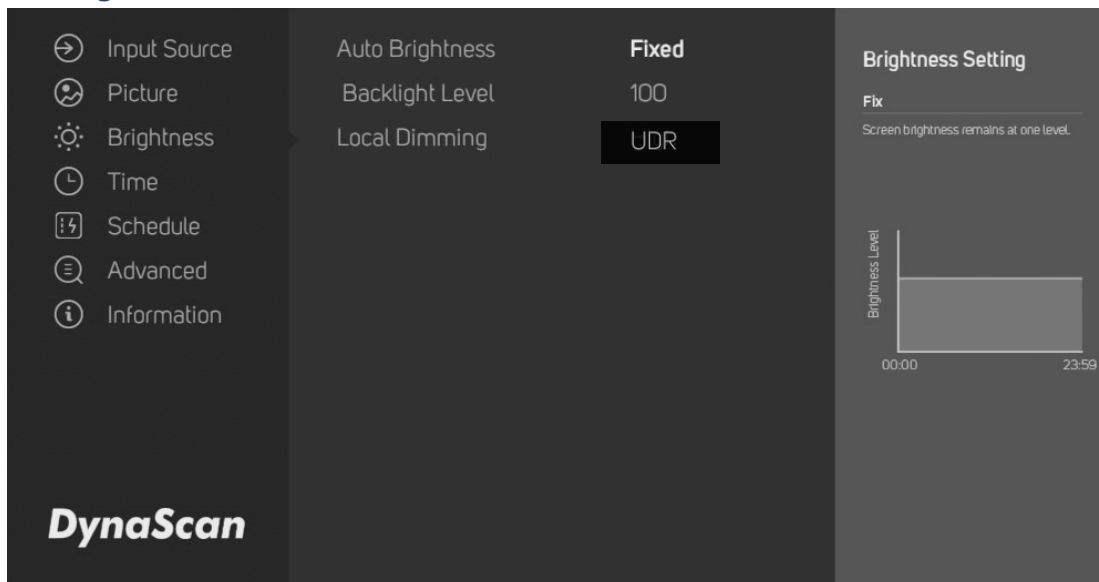 Input Source
Picture
Brightness
Time
Schedule
Advanced
Information
DynaScan
Auto Brightness Fixed
Backlight Level 100
Local Dimming UDR
Brightness Setting
Fix
Screen brightness remains at one level.
Brightness Level
00:00 23:59